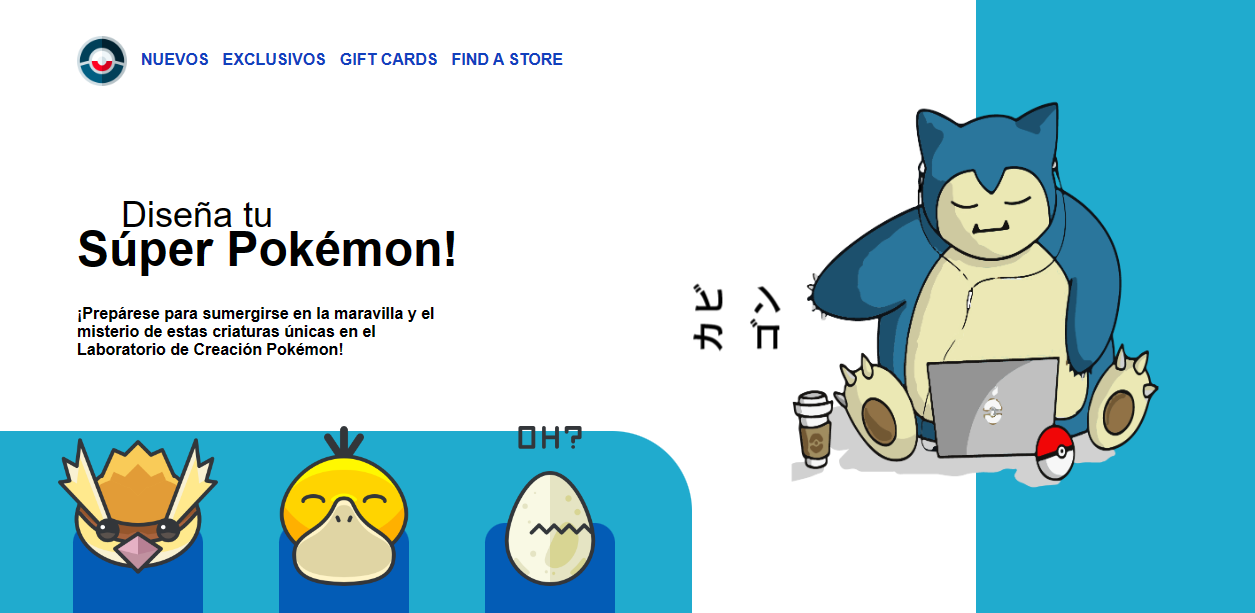 NUEVOS EXCLUSIVOS GIFT CARDS FIND A STORE
Diseña tu
Súper Pokémon!
¡Prepárese para sumergirse en la maravilla y el
misterio de estas criaturas únicas en el
Laboratorio de Creación Pokémon!
カビ
ゴン
OH?